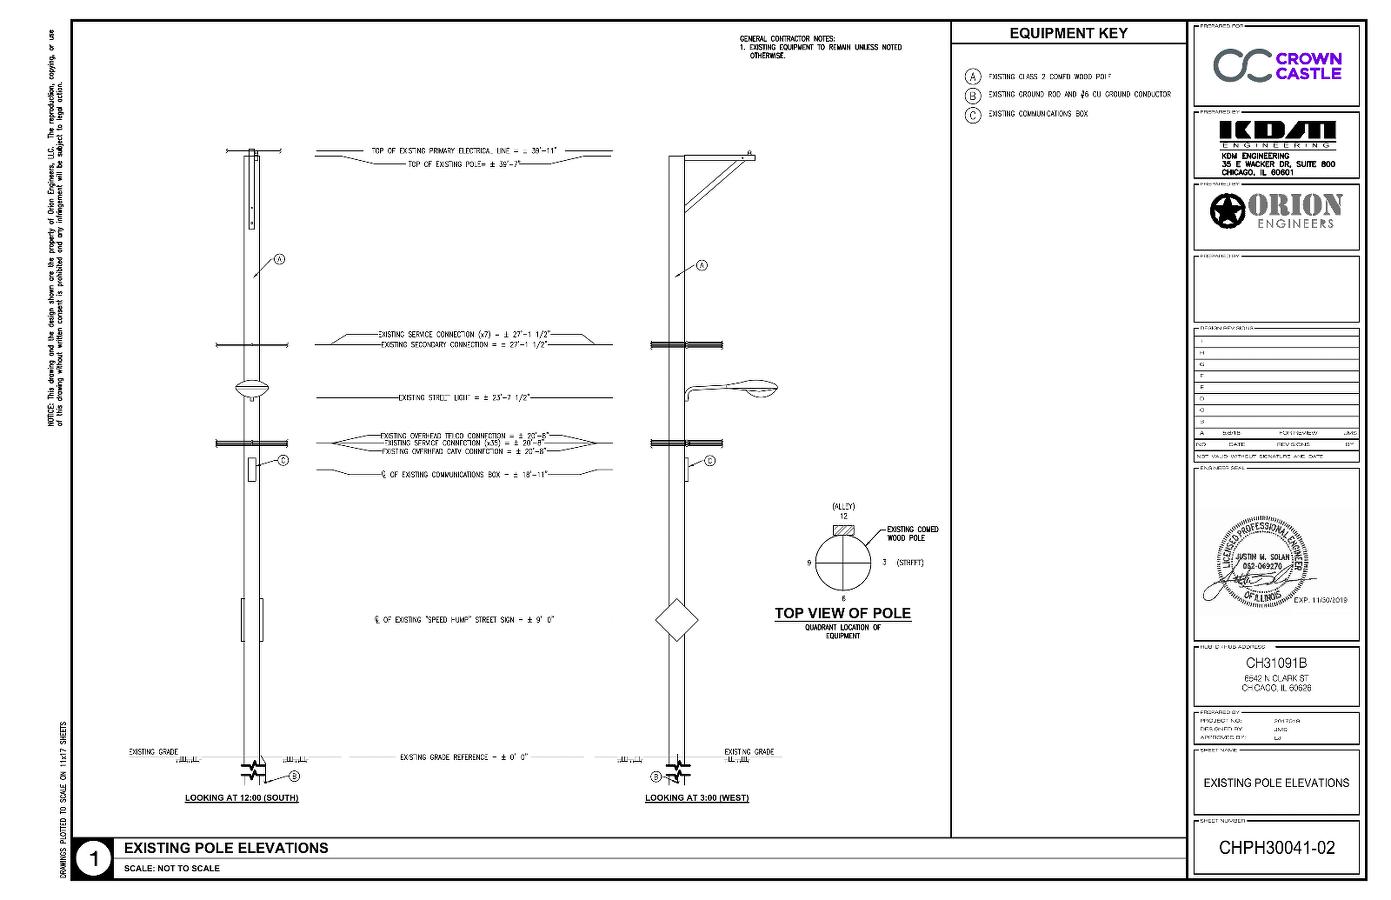 NOTICE: This drawing and the design shown are the property of Orion Engineers, LLC. The reproduction, copying, or use
of this drawing without written consent is prohibited and any infringement will be subject to legal action.
DRAWINGS PLOTTED TO SCALE ON 11x17 SHEETS
GENERAL CONTRACTOR NOTES:
1. EXISTING EQUIPMENT TO REMAIN UNLESS NOTED
OTHERWISE.
TOP OF EXISTING PRIMARY ELECTRICAL LINE = ± 39'-11"
TOP OF EXISTING POLE= ± 39'-7"
A
A
EXISTING SERVICE CONNECTION (x7) = ± 27'-1 1/2"
EXISTING SECONDARY CONNECTION = ± 27'-1 1/2"
EXISTING STREET LIGHT = ± 23'-7 1/2"
EXISTING OVERHEAD TELCO CONNECTION = ± 20'-8"
EXISTING SERVICE CONNECTION (x35) = ± 20'-8"
EXISTING OVERHEAD CATV CONNECTION = ± 20'-8"
C
C
℄ OF EXISTING COMMUNICATIONS BOX = ± 18'-11"
(ALLEY)
12
EXISTING COMED
WOOD POLE
9
3 (STREET)
6
TOP VIEW OF POLE
QUADRANT LOCATION OF
EQUIPMENT
℄ OF EXISTING "SPEED HUMP" STREET SIGN = ± 9' 0"
EXISTING GRADE
EXISTING GRADE REFERENCE = ± 0' 0"
EXISTING GRADE
B
B
LOOKING AT 12:00 (SOUTH)
LOOKING AT 3:00 (WEST)
1
EXISTING POLE ELEVATIONS
SCALE: NOT TO SCALE
EQUIPMENT KEY
A EXISTING CLASS 2 COMED WOOD POLE
B EXISTING GROUND ROD AND #6 CU GROUND CONDUCTOR
C EXISTING COMMUNICATIONS BOX
PREPARED FOR
CROWN
CASTLE
PREPARED BY
KDM
ENGINEERING
KDM ENGINEERING
35 E WACKER DR, SUITE 800
CHICAGO, IL 60601
PREPARED BY
ORION
ENGINEERS
PREPARED BY
DESIGN REVISIONS
I
H
G
F
E
D
C
B
A FOR REVIEW JMS
NO DATE REVISIONS BY
NOT VALID WITHOUT SIGNATURE AND DATE
ENGINEER SEAL
LICENSED PROFESSIONAL ENGINEER
JUSTIN M. SOLAN
062-069270
OF ILLINOIS
EXP. 11/30/2019
HUB ID / HUB ADDRESS
CH31091B
6542 N CLARK ST
CHICAGO, IL 60626
PREPARED BY
PROJECT NO:
DESIGNED BY: JMS
APPROVED BY:
SHEET NAME
EXISTING POLE ELEVATIONS
SHEET NUMBER
CHPH30041-02